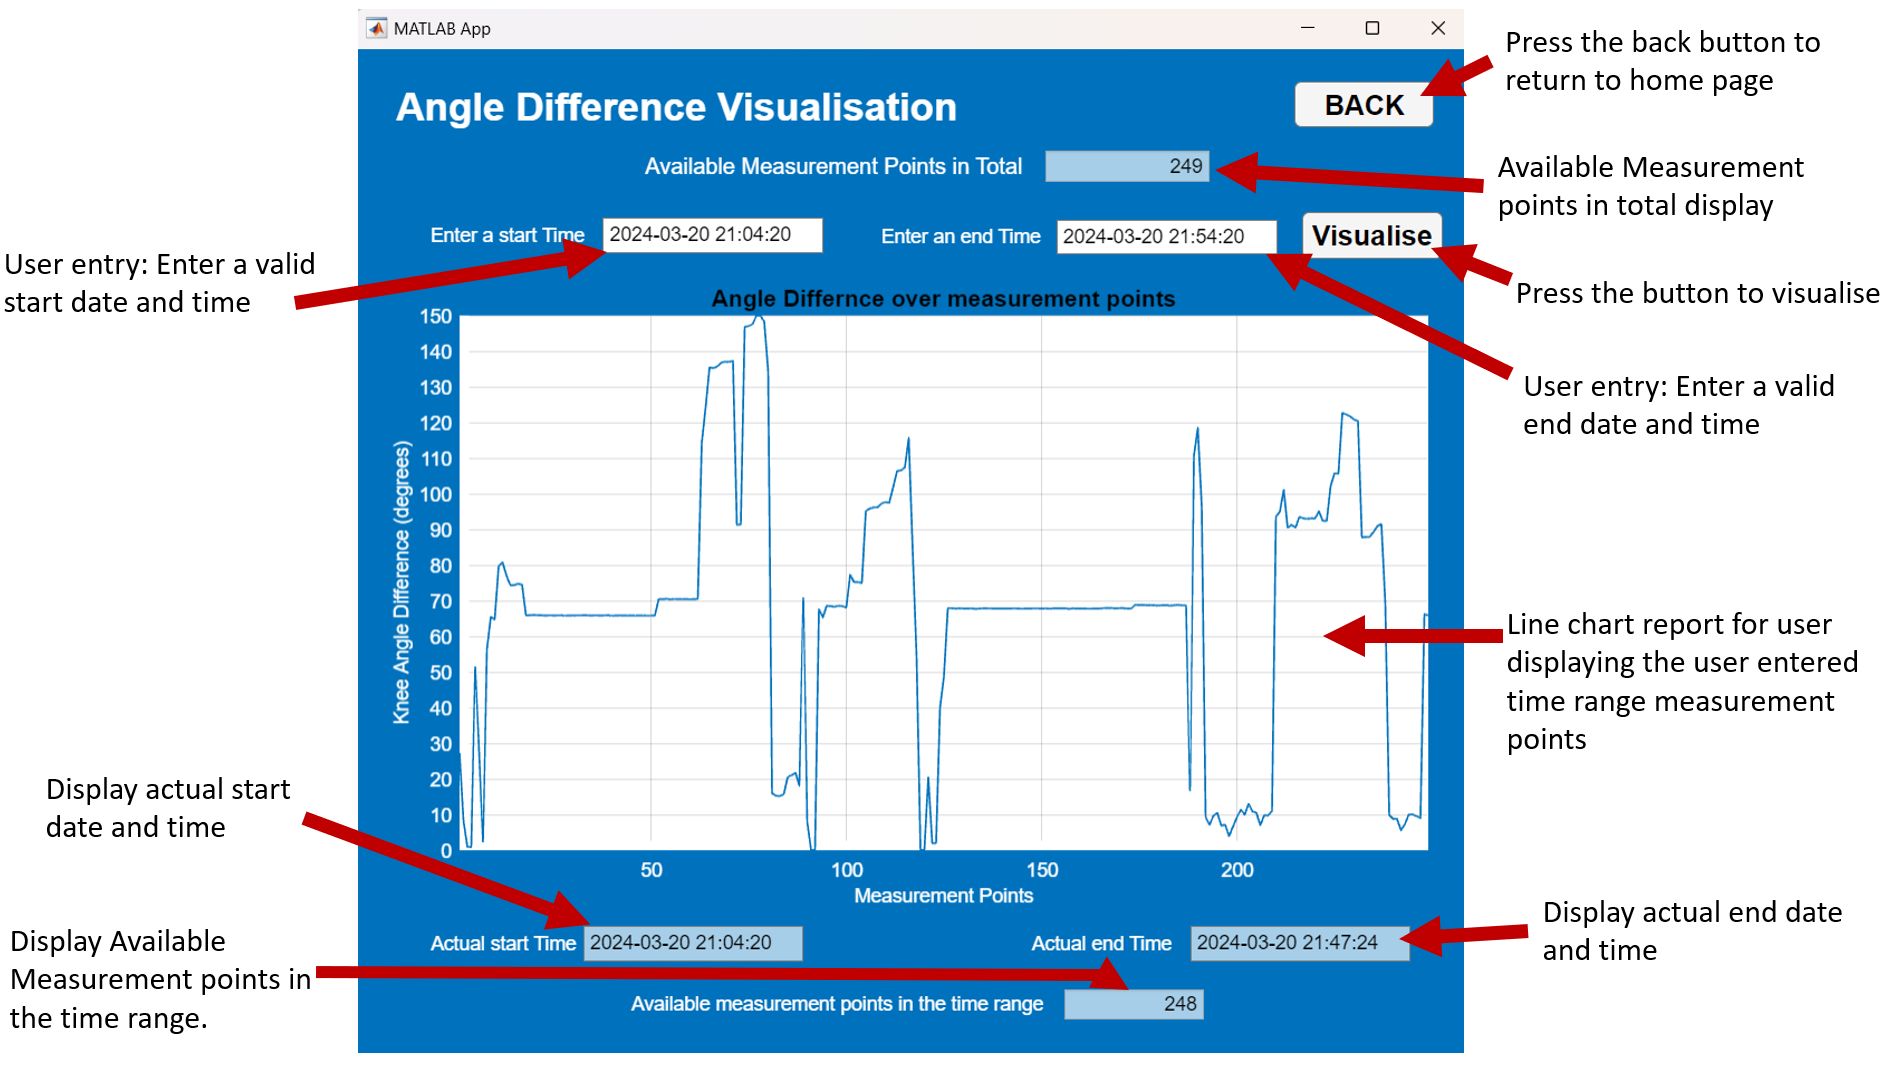 MATLAB App
Press the back button to
return to home page
Angle Difference Visualisation
BACK
Available Measurement Points in Total
249
Available Measurement
points in total display
Enter a start Time
2024-03-20 21:04:20
Enter an end Time
2024-03-20 21:54:20
Visualise
User entry: Enter a valid
start date and time
Press the button to visualise
Angle Differnce over measurement points
User entry: Enter a valid
end date and time
150
140
130
120
110
100
90
80
70
60
50
40
30
20
10
0
Knee Angle Difference (degrees)
Line chart report for user
displaying the user entered
time range measurement
points
50
100
150
200
Measurement Points
Display actual start
date and time
Actual start Time
2024-03-20 21:04:20
Actual end Time
2024-03-20 21:47:24
Display actual end date
and time
Display Available
Measurement points in
the time range.
Available measurement points in the time range
248